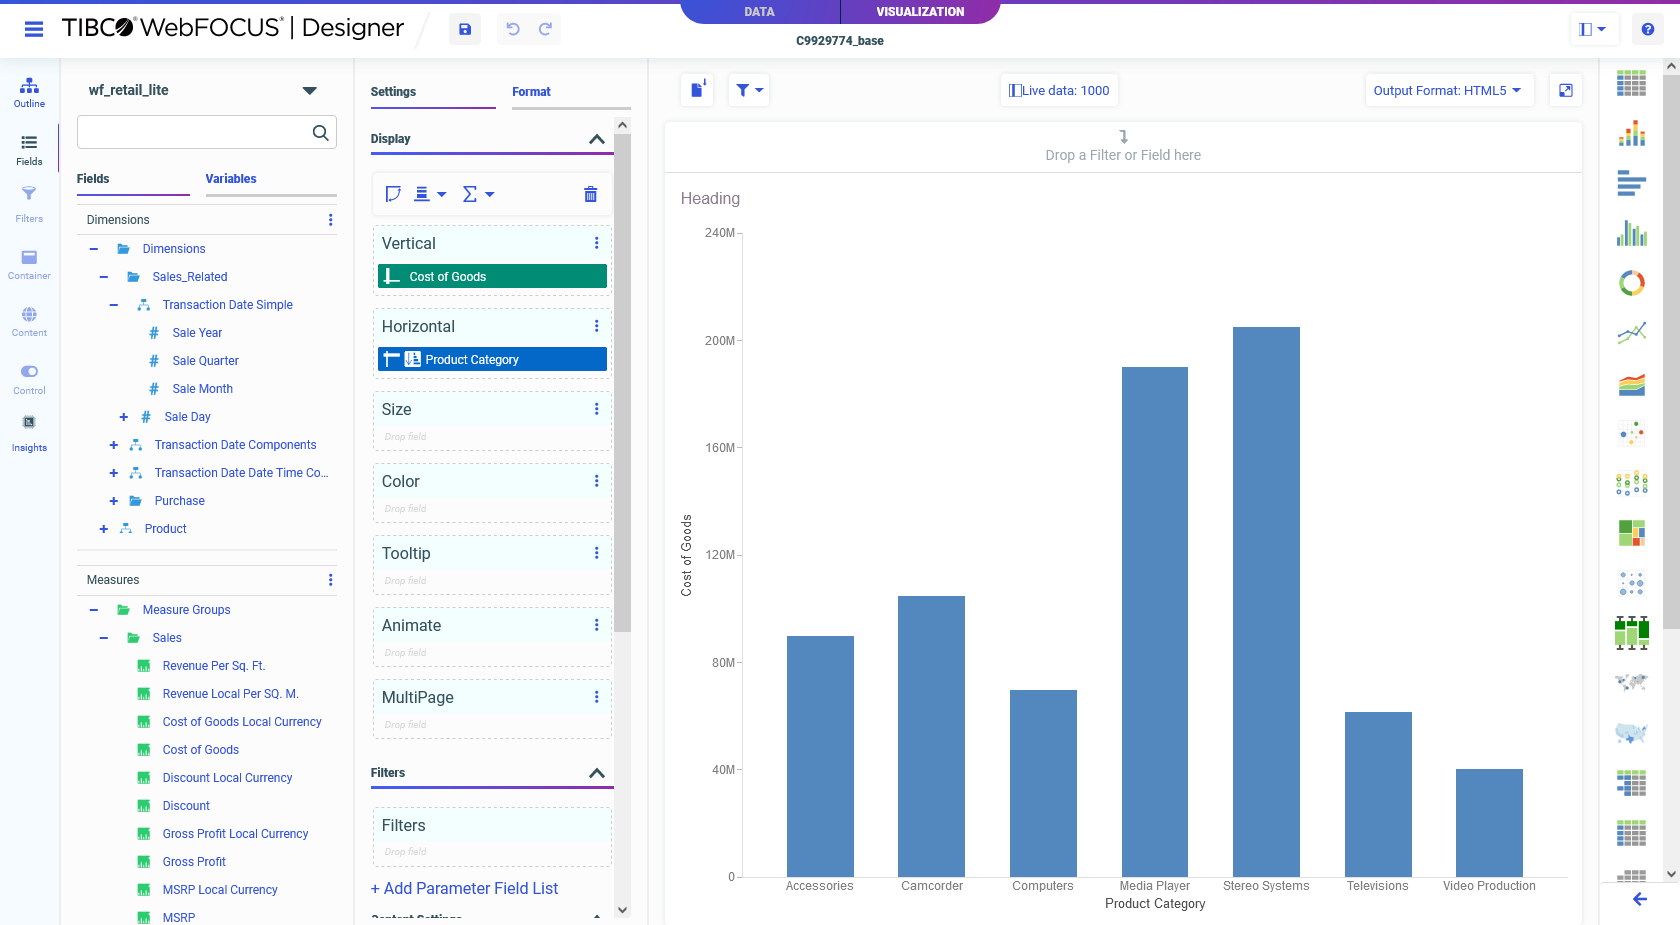 TIBCO WebFOCUS® | Designer
DATA
VISUALIZATION
C9929774_base
Outline
Fields
Filters
Container
Content
Control
Insights
wf_retail_lite
Fields
Variables
Dimensions
Dimensions
Sales_Related
Transaction Date Simple
Sale Year
Sale Quarter
Sale Month
Sale Day
Transaction Date Components
Transaction Date Date Time Co...
Purchase
Product
Measures
Measure Groups
Sales
Revenue Per Sq. Ft.
Revenue Local Per SQ. M.
Cost of Goods Local Currency
Cost of Goods
Discount Local Currency
Discount
Gross Profit Local Currency
Gross Profit
MSRP Local Currency
MSRP
Settings
Format
Display
Vertical
Cost of Goods
Horizontal
Product Category
Size
Drop field
Color
Drop field
Tooltip
Drop field
Animate
Drop field
MultiPage
Drop field
Filters
Filters
Drop field
+ Add Parameter Field List
Content Settings
Live data: 1000
Output Format: HTML5
Drop a Filter or Field here
Heading
240M
200M
160M
120M
80M
40M
0
Cost of Goods
Accessories
Camcorder
Computers
Media Player
Stereo Systems
Televisions
Video Production
Product Category